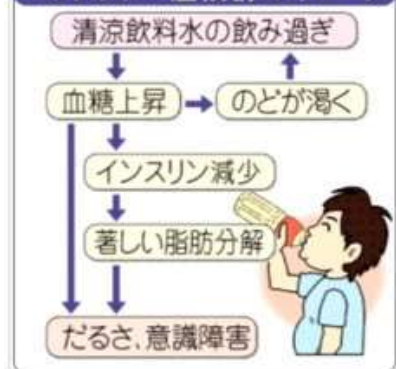 清涼飲料水の飲み過ぎ
血糖上昇
のどが渇く
インスリン減少
著しい脂肪分解
だるさ、意識障害